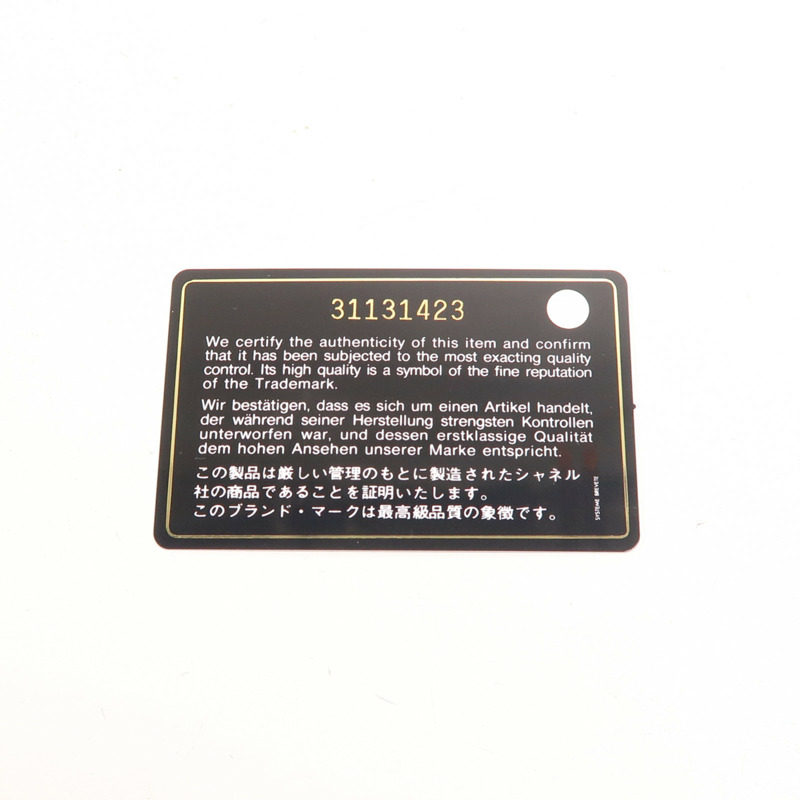 31131423
We certify the authenticity of this item and confirm
that it has been subjected to the most exacting quality
control. Its high quality is a symbol of the fine reputation
of the Trademark.
Wir bestätigen, dass es sich um einen Artikel handelt,
der während seiner Herstellung strengsten Kontrollen
unterworfen war, und dessen erstklassige Qualität
dem hohen Ansehen unserer Marke entspricht.
この製品は厳しい管理のもとに製造されたシャネル
社の商品であることを証明いたします。
このブランド・マークは最高級品質の象徴です。
SYSTEME BREVETE